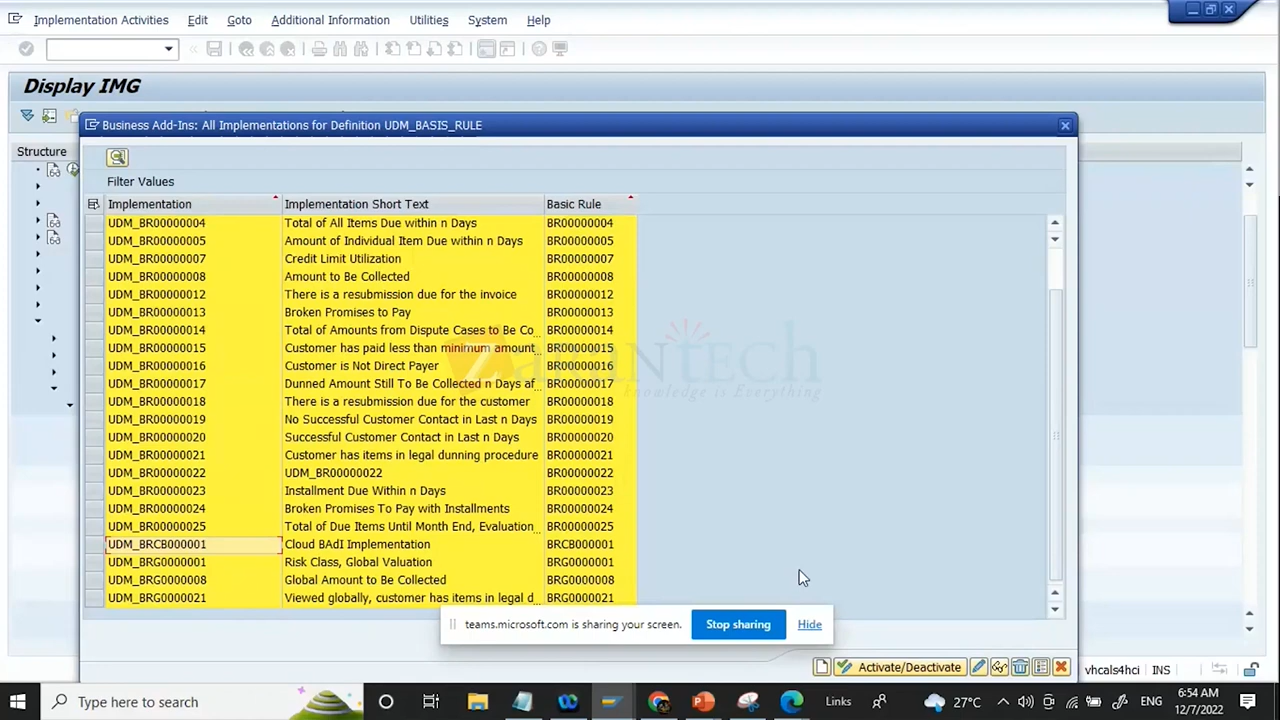 Implementation Activities Edit Goto Additional Information Utilities System Help
Display IMG
Business Add-Ins: All Implementations for Definition UDM_BASIS_RULE
Structure
Filter Values
Implementation Implementation Short Text Basic Rule
UDM_BR00000004 Total of All Items Due within n Days BR00000004
UDM_BR00000005 Amount of Individual Item Due within n Days BR00000005
UDM_BR00000007 Credit Limit Utilization BR00000007
UDM_BR00000008 Amount to Be Collected BR00000008
UDM_BR00000012 There is a resubmission due for the invoice BR00000012
UDM_BR00000013 Broken Promises to Pay BR00000013
UDM_BR00000014 Total of Amounts from Dispute Cases to Be Co... BR00000014
UDM_BR00000015 Customer has paid less than minimum amount... BR00000015
UDM_BR00000016 Customer is Not Direct Payer BR00000016
UDM_BR00000017 Dunned Amount Still To Be Collected n Days af... BR00000017
UDM_BR00000018 There is a resubmission due for the customer BR00000018
UDM_BR00000019 No Successful Customer Contact in Last n Days BR00000019
UDM_BR00000020 Successful Customer Contact in Last n Days BR00000020
UDM_BR00000021 Customer has items in legal dunning procedure BR00000021
UDM_BR00000022 UDM_BR00000022 BR00000022
UDM_BR00000023 Installment Due Within n Days BR00000023
UDM_BR00000024 Broken Promises To Pay with Installments BR00000024
UDM_BR00000025 Total of Due Items Until Month End, Evaluation... BR00000025
UDM_BRCB000001 Cloud BAdI Implementation BRCB000001
UDM_BRG0000001 Risk Class, Global Valuation BRG0000001
UDM_BRG0000008 Global Amount to Be Collected BRG0000008
UDM_BRG0000021 Viewed globally, customer has items in legal d... BRG0000021
ZaranTech
knowledge is Everything
teams.microsoft.com is sharing your screen. Stop sharing Hide
Activate/Deactivate
vhcals4hci INS
Type here to search
Links
27°C
ENG
6:54 AM
12/7/2022